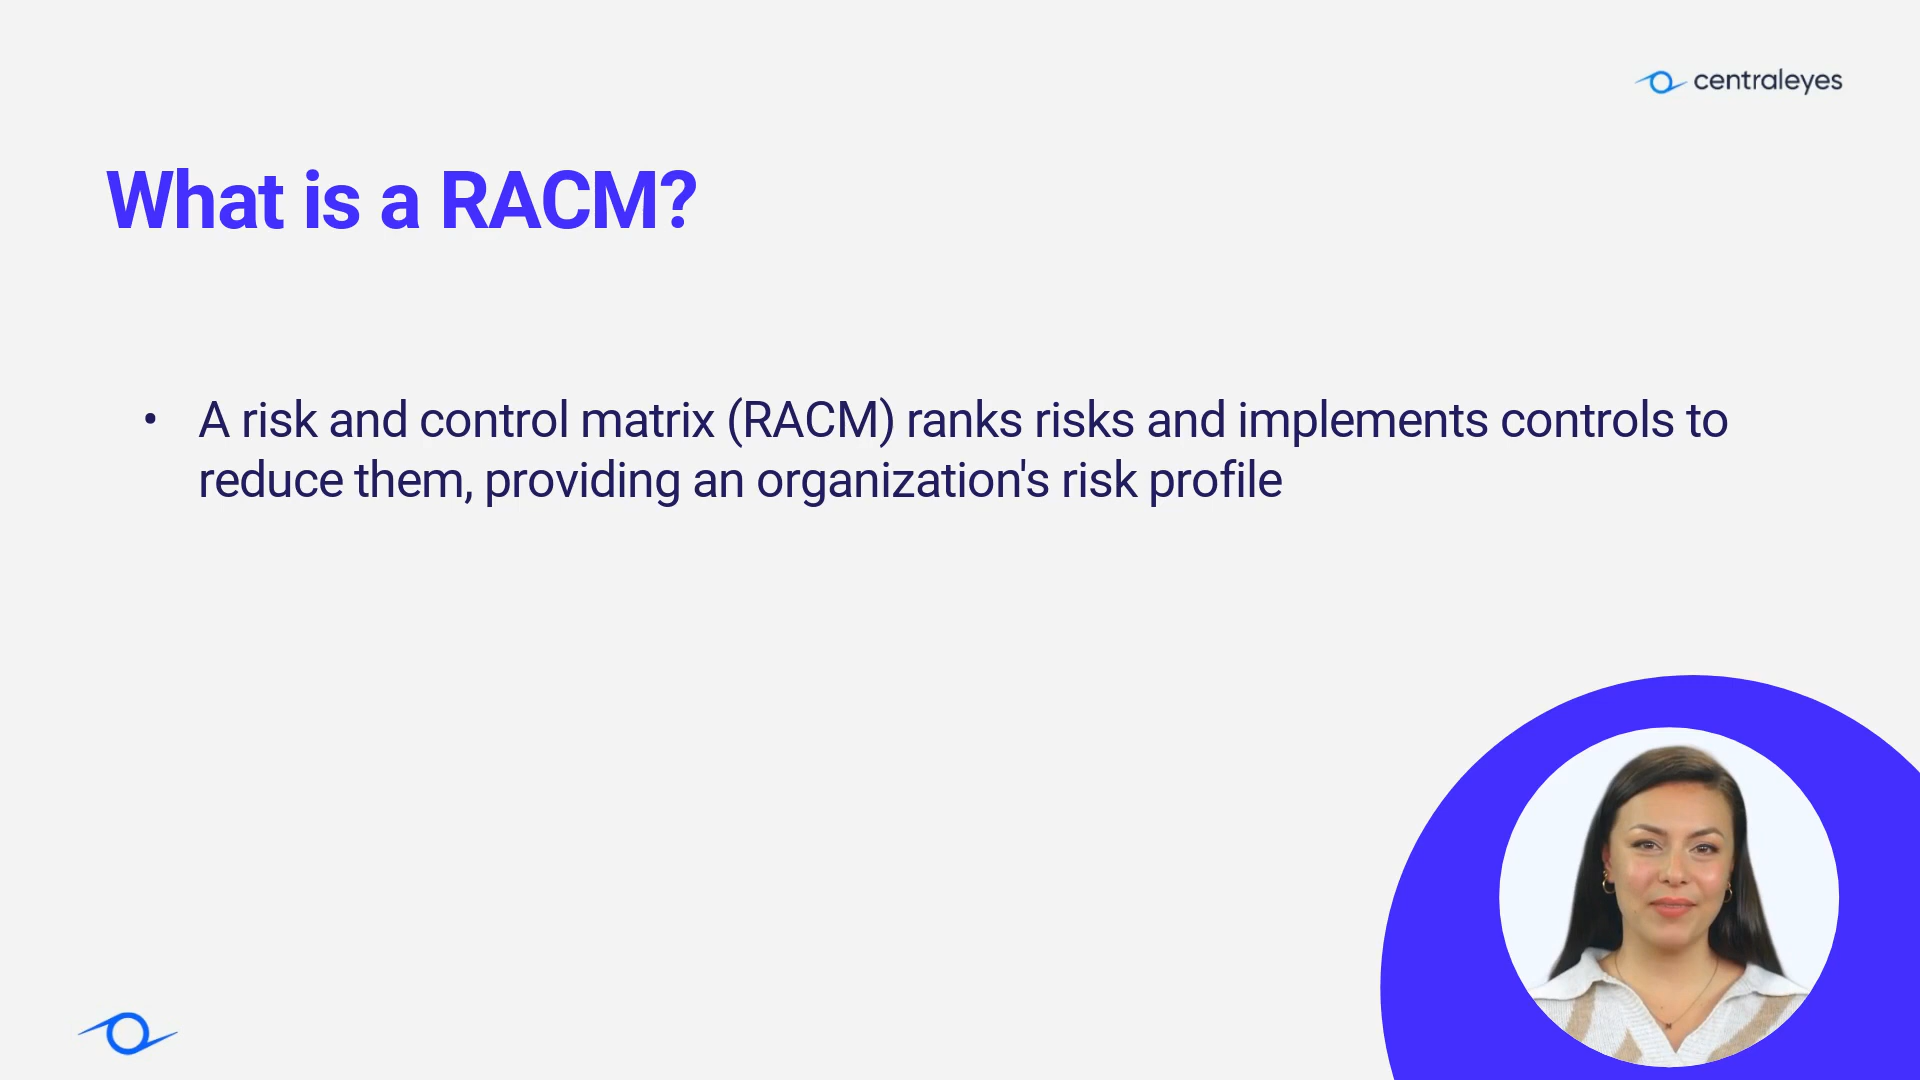 centraleyes
What is a RACM?
• A risk and control matrix (RACM) ranks risks and implements controls to
reduce them, providing an organization's risk profile